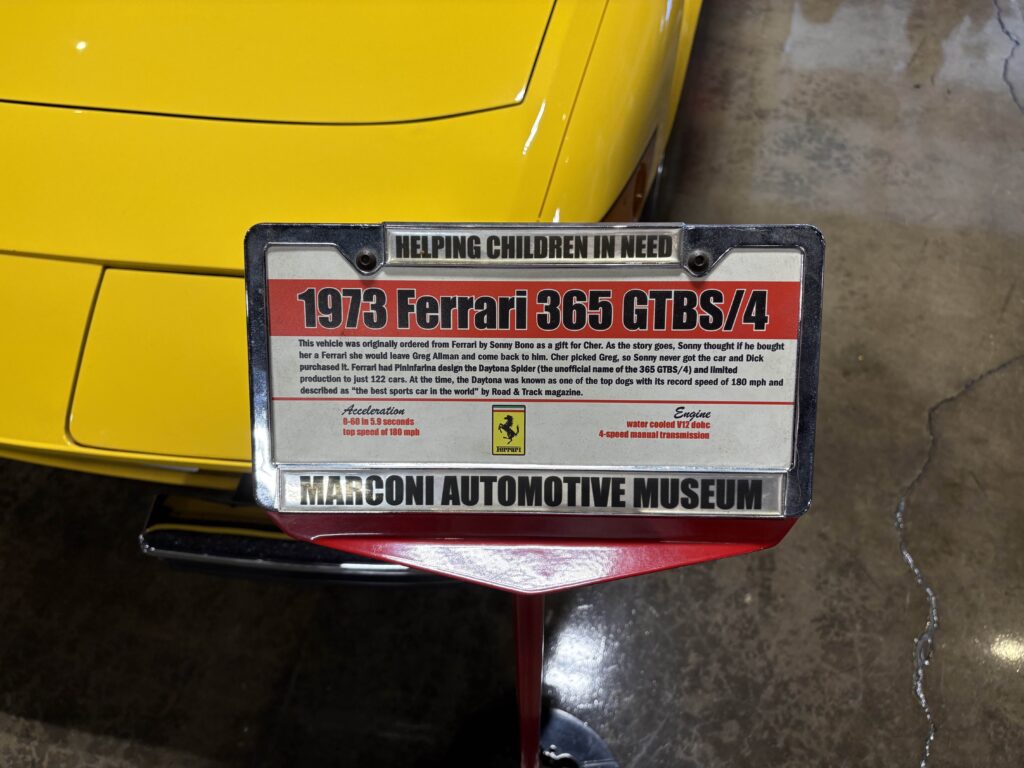 HELPING CHILDREN IN NEED
1973 Ferrari 365 GTBS/4
This vehicle was originally ordered from Ferrari by Sonny Bono as a gift for Cher. As the story goes, Sonny thought if he bought
her a Ferrari she would leave Greg Allman and come back to him. Cher picked Greg, so Sonny never got the car and Dick
purchased it. Ferrari had Pininfarina design the Daytona Spider (the unofficial name of the 365 GTBS/4) and limited
production to just 122 cars. At the time, the Daytona was known as one of the top dogs with its record speed of 180 mph and
described as "the best sports car in the world" by Road & Track magazine.
Acceleration
0-60 in 5.9 seconds
top speed of 180 mph
Ferrari
Engine
water cooled V12 dohc
4-speed manual transmission
MARCONI AUTOMOTIVE MUSEUM